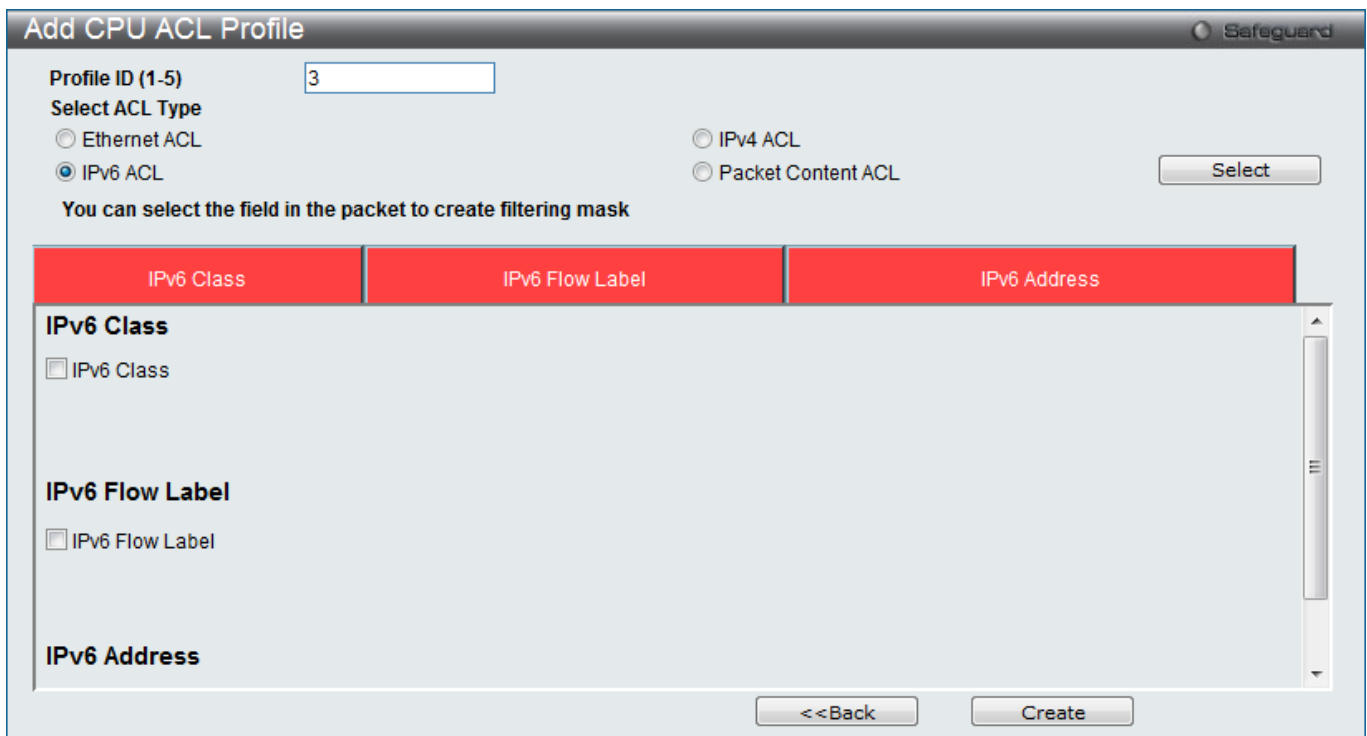 Add CPU ACL Profile
Safeguard
Profile ID (1-5) 3
Select ACL Type
Ethernet ACL IPv4 ACL
IPv6 ACL Packet Content ACL Select
You can select the field in the packet to create filtering mask
IPv6 Class IPv6 Flow Label IPv6 Address
IPv6 Class
IPv6 Class
IPv6 Flow Label
IPv6 Flow Label
IPv6 Address
<<Back Create